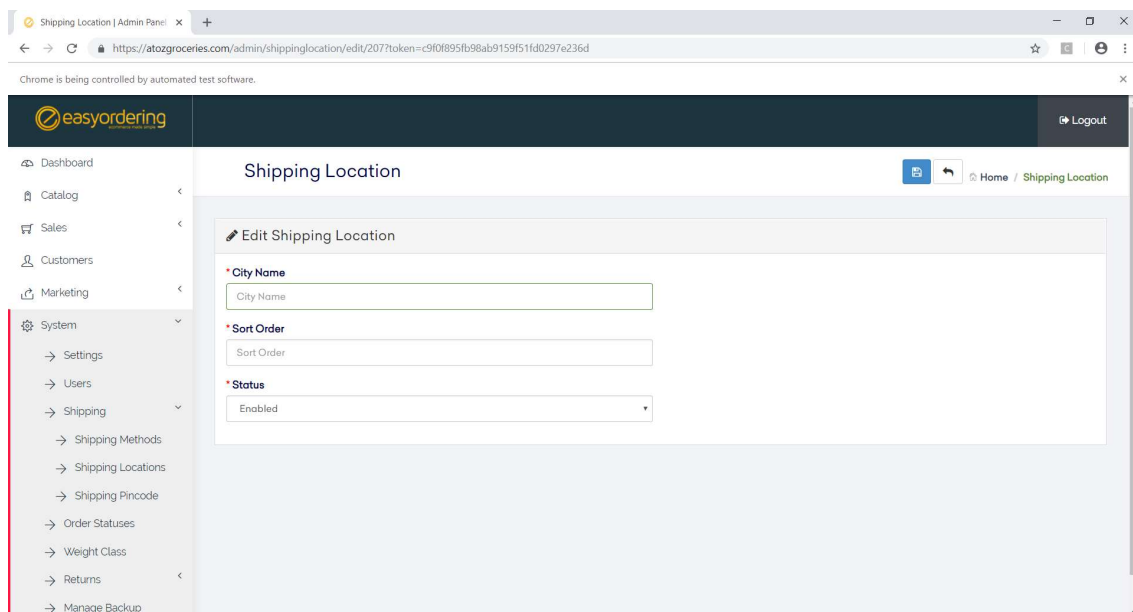 Shipping Location | Admin Panel
https://atozgroceries.com/admin/shippinglocation/edit/207?token=c9f0f895fb98ab9159f51fd0297e236d
Chrome is being controlled by automated test software.
easyordering
ecommerce made simple
Logout
Dashboard
Catalog
Sales
Customers
Marketing
System
Settings
Users
Shipping
Shipping Methods
Shipping Locations
Shipping Pincode
Order Statuses
Weight Class
Returns
Manage Backup
Shipping Location
Home / Shipping Location
Edit Shipping Location
* City Name
City Name
* Sort Order
Sort Order
* Status
Enabled